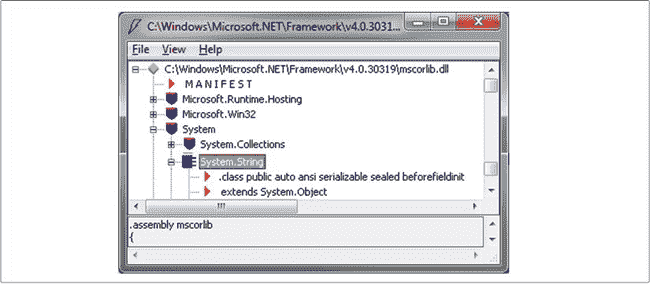 C:\Windows\Microsoft.NET\Framework\v4.0.3031...
File View Help
C:\Windows\Microsoft.NET\Framework\v4.0.30319\mscorlib.dll
M A N I F E S T
Microsoft.Runtime.Hosting
Microsoft.Win32
System
System.Collections
System.String
.class public auto ansi serializable sealed beforefieldinit
extends System.Object
.assembly mscorlib
{